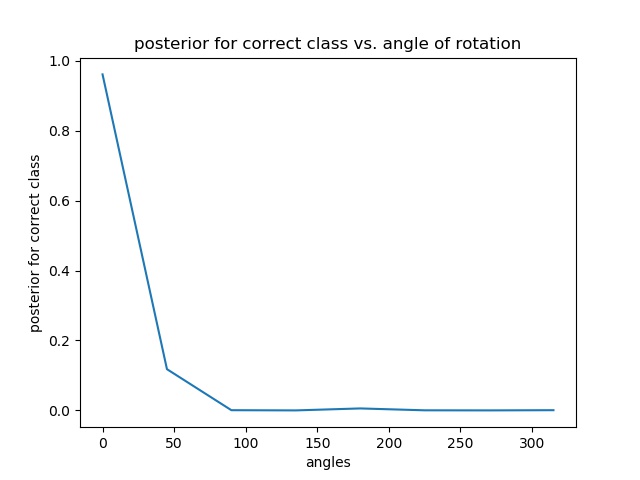 posterior for correct class vs. angle of rotation
1.0
0.8
0.6
0.4
0.2
0.0
posterior for correct class
0 50 100 150 200 250 300
angles